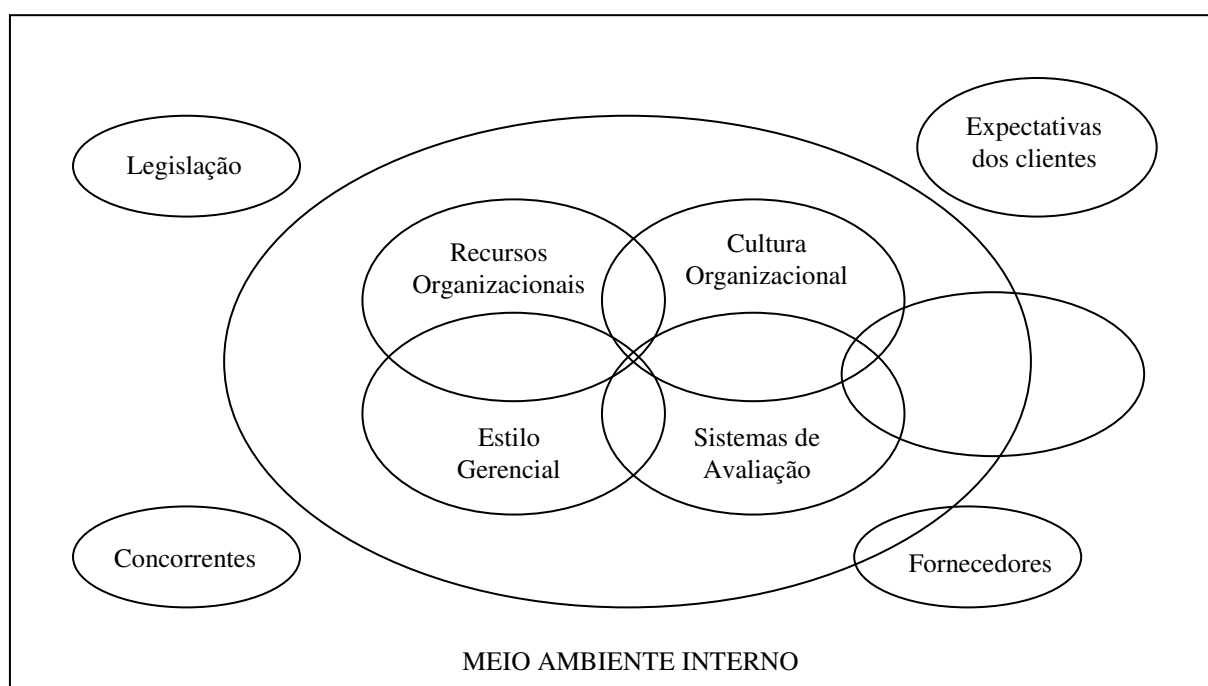 Legislação
Expectativas
dos clientes
Recursos
Organizacionais
Cultura
Organizacional
Estilo
Gerencial
Sistemas de
Avaliação
Concorrentes
Fornecedores
MEIO AMBIENTE INTERNO